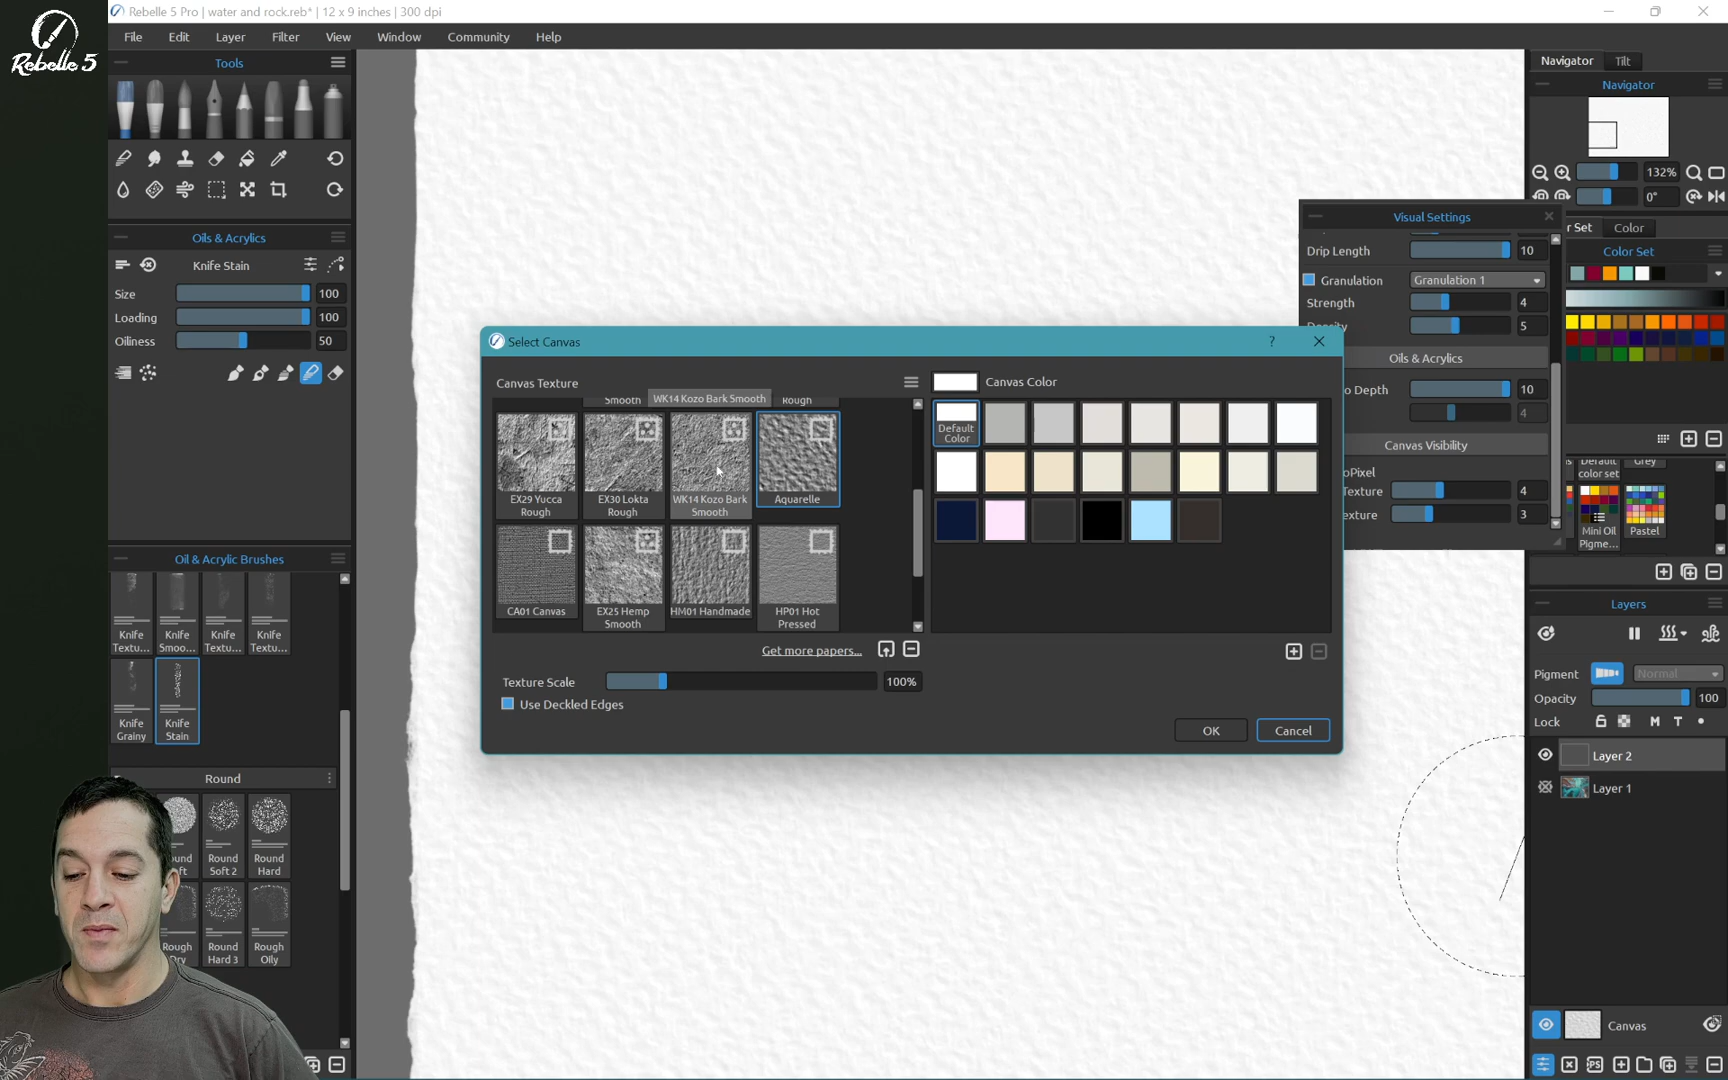 Rebelle 5
Rebelle 5 Pro | water and rock.reb* | 12 x 9 inches | 300 dpi
File Edit Layer Filter View Window Community Help
Tools
Oils & Acrylics
Knife Stain
Size 100
Loading 100
Oiliness 50
Oil & Acrylic Brushes
Knife Textu...
Knife Smoo...
Knife Textu...
Knife Textu...
Knife Grainy
Knife Stain
Round
Round Soft 2
Round Hard
Rough
Round Hard 3
Rough Oily
Select Canvas
?
Canvas Texture
Smooth
WK14 Kozo Bark Smooth
Rough
EX29 Yucca Rough
EX30 Lokta Rough
WK14 Kozo Bark Smooth
Aquarelle
CA01 Canvas
EX25 Hemp Smooth
HM01 Handmade
HP01 Hot Pressed
Get more papers...
Texture Scale 100%
Use Deckled Edges
Canvas Color
Default Color
OK
Cancel
Visual Settings
Drip Length 10
Granulation Granulation 1
Strength 4
Density 5
Oils & Acrylics
o Depth 10
4
Canvas Visibility
oPixel
Texture 4
exture 3
Navigator Tilt
Navigator
132%
0°
r Set Color
Color Set
Default color set
Grey
Mini Oil Pigme...
Pastel
Layers
Pigment Normal
Opacity 100
Lock M T
Layer 2
Layer 1
Canvas
PS